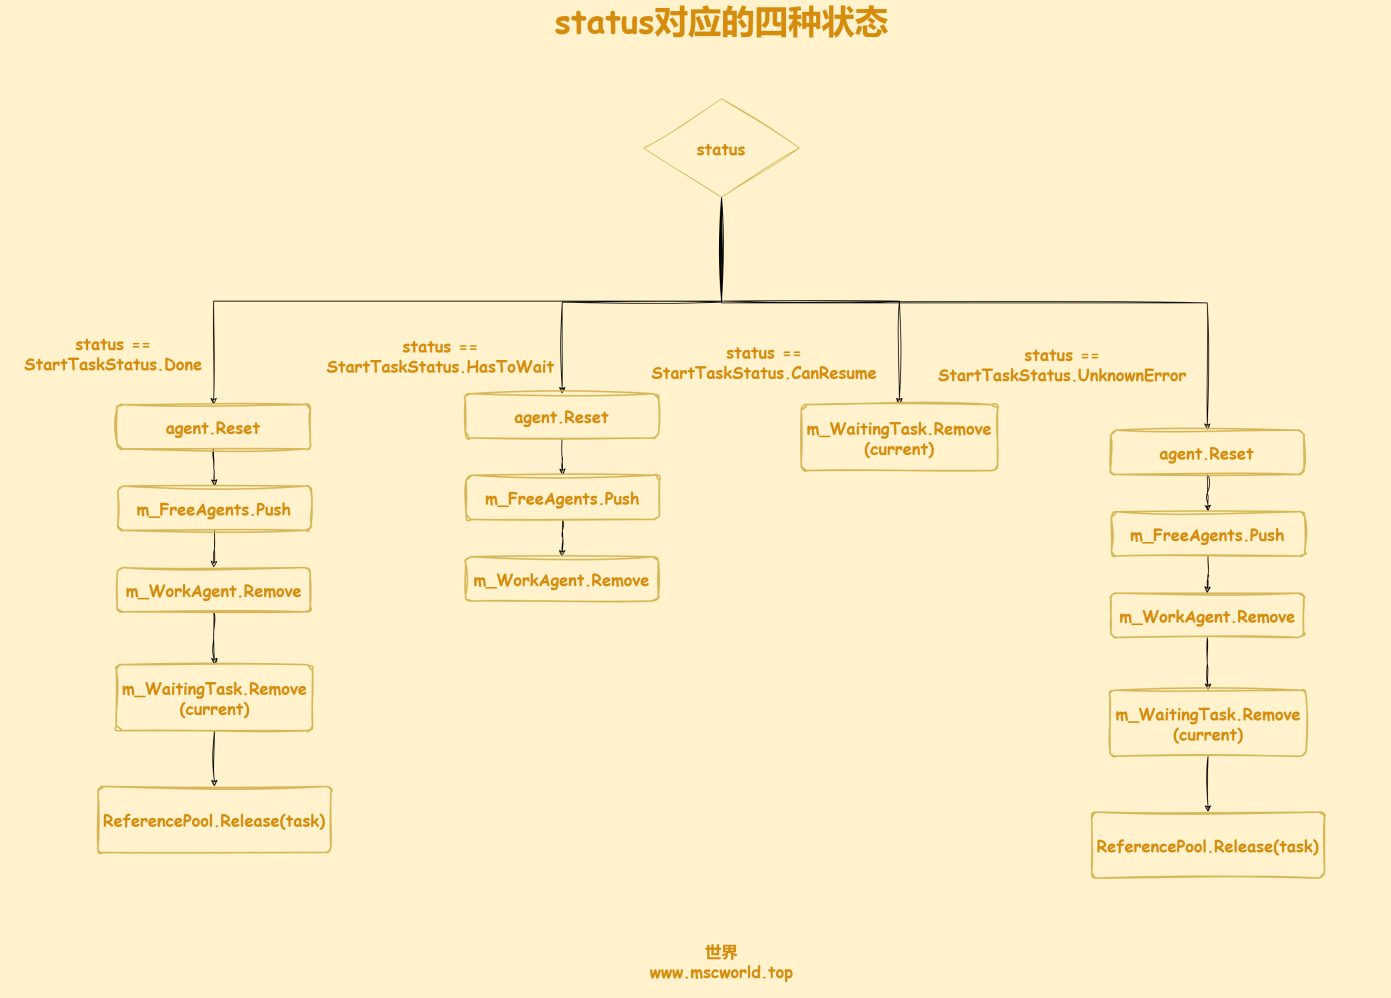 status对应的四种状态
status
status ==
StartTaskStatus.Done
status ==
StartTaskStatus.HasToWait
status ==
StartTaskStatus.CanResume
status ==
StartTaskStatus.UnknownError
agent.Reset
m_FreeAgents.Push
m_WorkAgent.Remove
m_WaitingTask.Remove
(current)
ReferencePool.Release(task)
agent.Reset
m_FreeAgents.Push
m_WorkAgent.Remove
m_WaitingTask.Remove
(current)
agent.Reset
m_FreeAgents.Push
m_WorkAgent.Remove
m_WaitingTask.Remove
(current)
ReferencePool.Release(task)
世界
www.mscworld.top